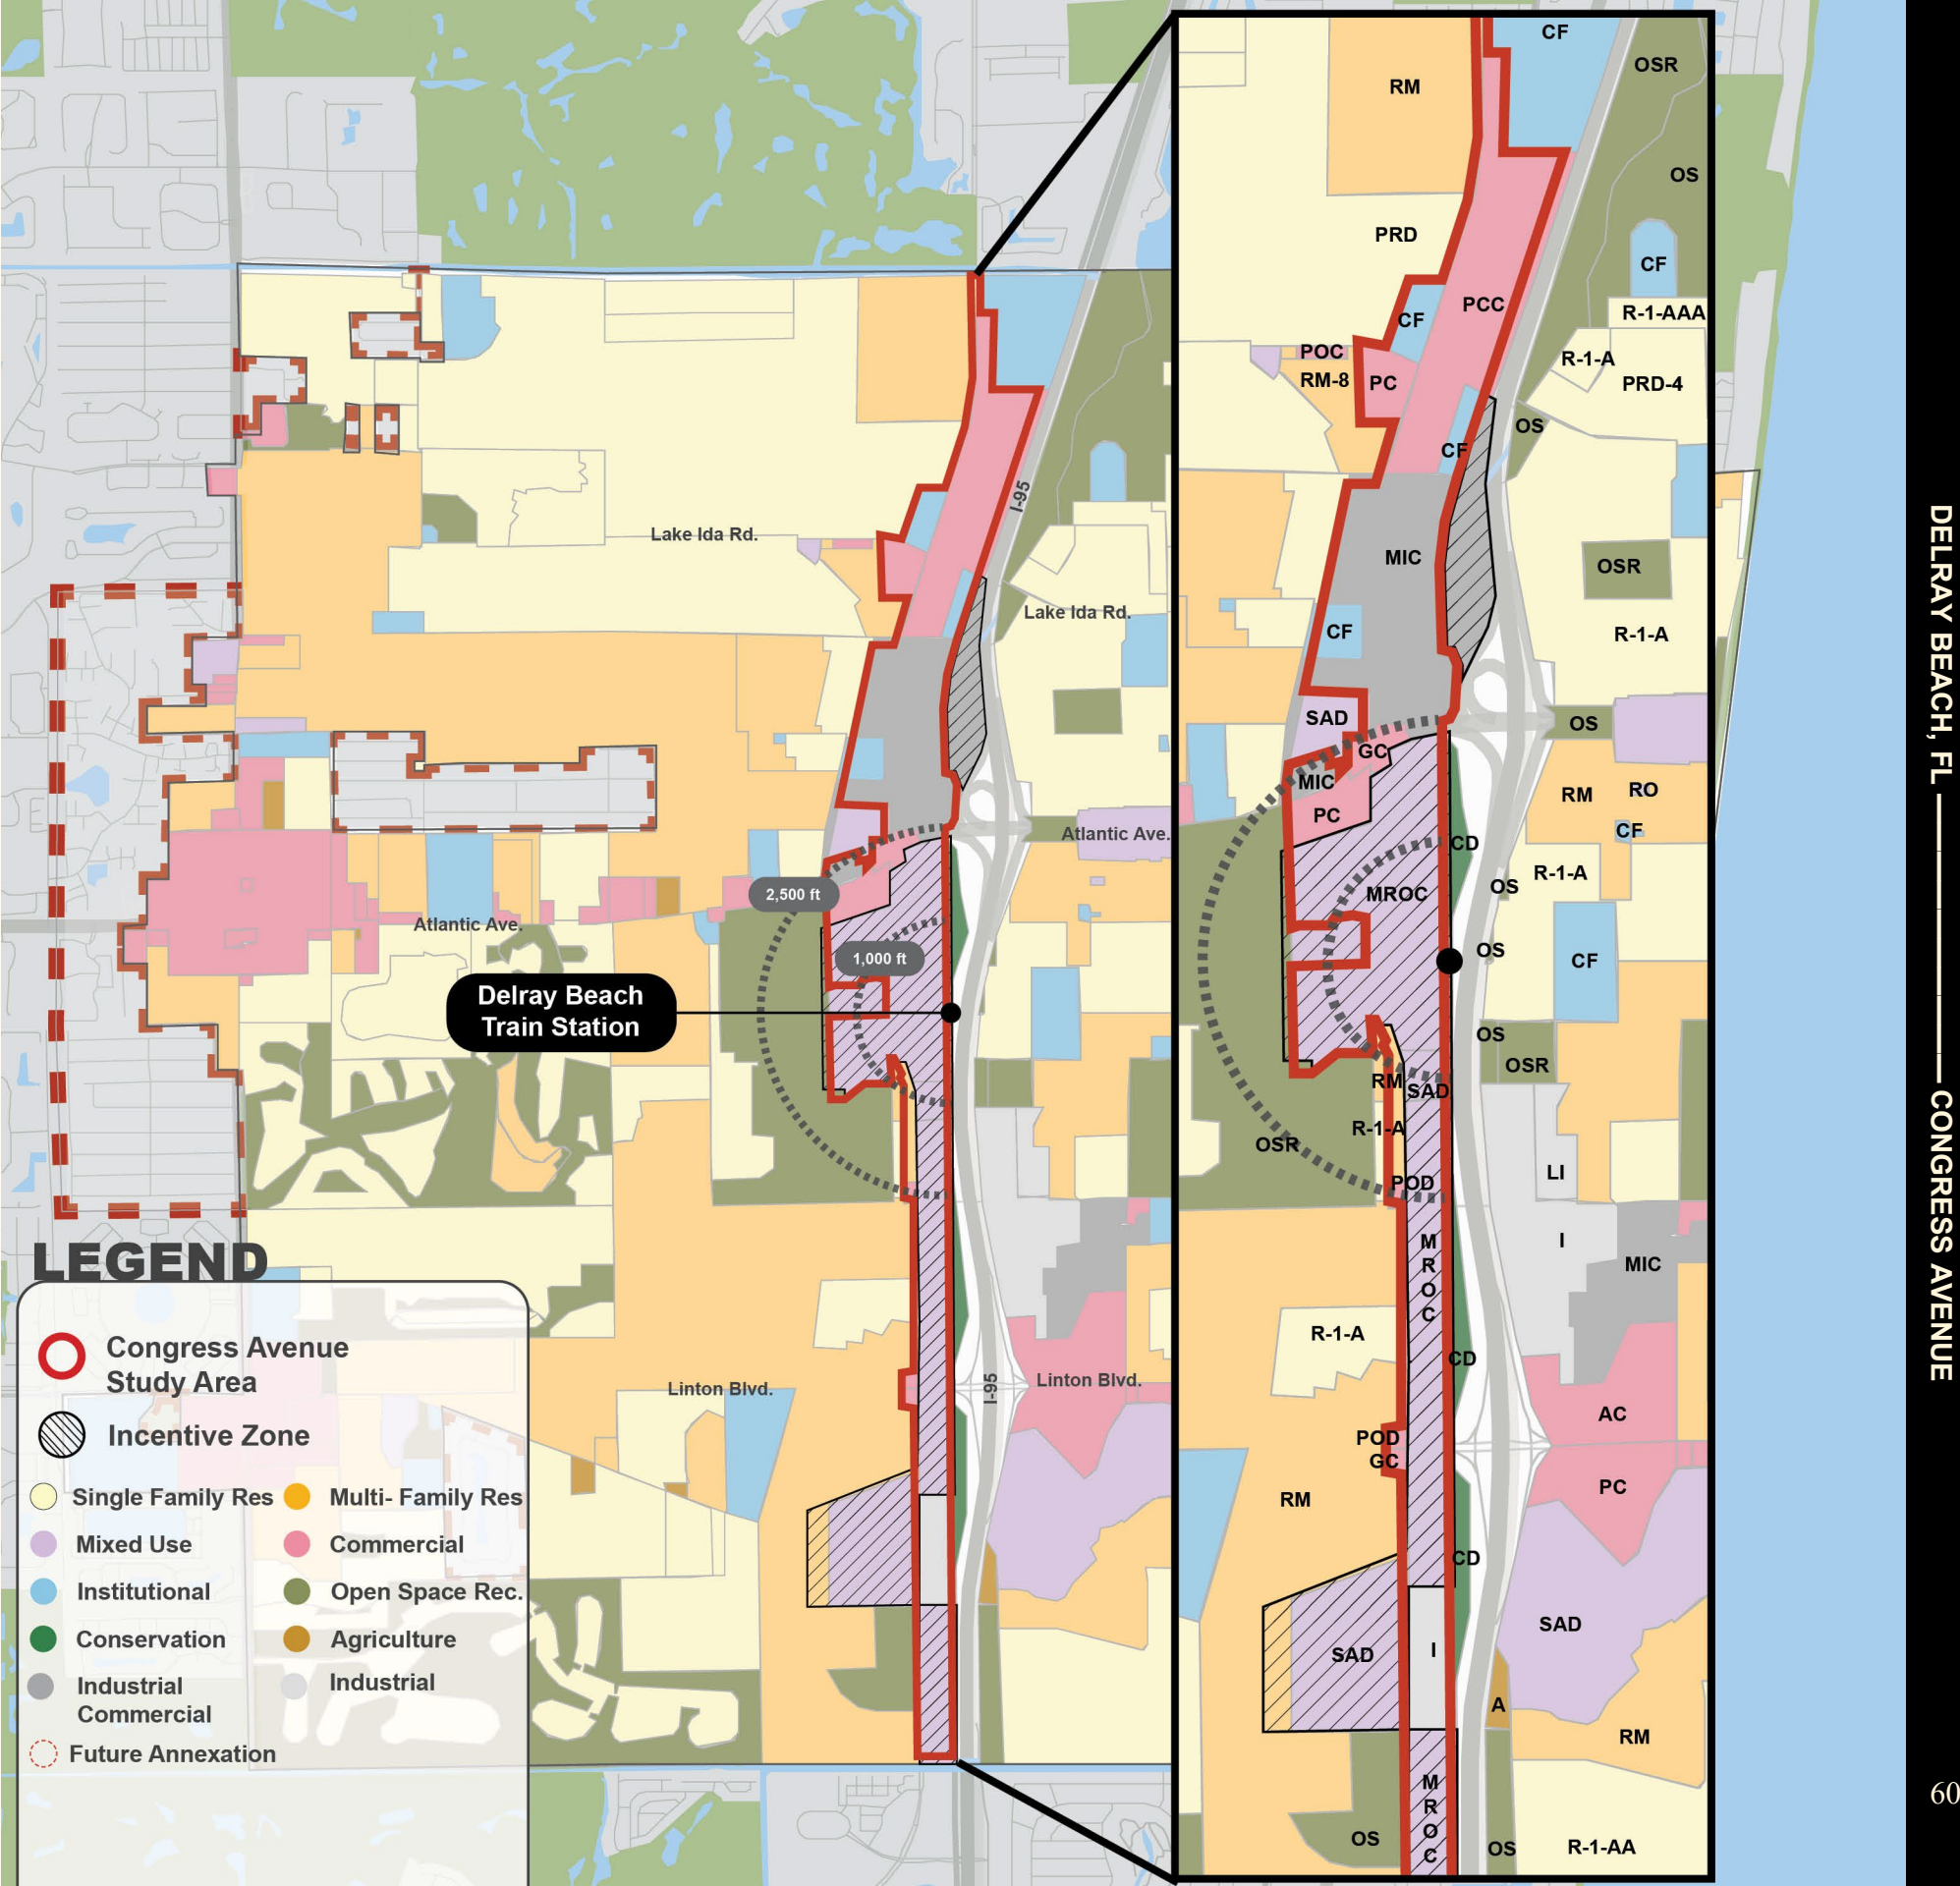 I-95
Lake Ida Rd.
Lake Ida Rd.
Atlantic Ave.
2,500 ft
Atlantic Ave.
1,000 ft
Delray Beach
Train Station
Linton Blvd.
I-95
Linton Blvd.
LEGEND
Congress Avenue
Study Area
Incentive Zone
Single Family Res
Multi- Family Res
Mixed Use
Commercial
Institutional
Open Space Rec.
Conservation
Agriculture
Industrial
Commercial
Industrial
Future Annexation
CF
OSR
RM
OS
PRD
CF
PCC
R-1-AAA
CF
POC
R-1-A
RM-8
PC
PRD-4
OS
CF
MIC
OSR
CF
R-1-A
SAD
OS
GC
MIC
RM
RO
PC
CF
CD
R-1-A
OS
MROC
OS
CF
OS
OSR
RM
SAD
R-1-A
OSR
LI
POD
M
R
O
C
I
MIC
R-1-A
CD
AC
POD
GC
PC
RM
CD
SAD
SAD
I
A
RM
M
R
O
C
OS
OS
R-1-AA
DELRAY BEACH, FL
CONGRESS AVENUE
60